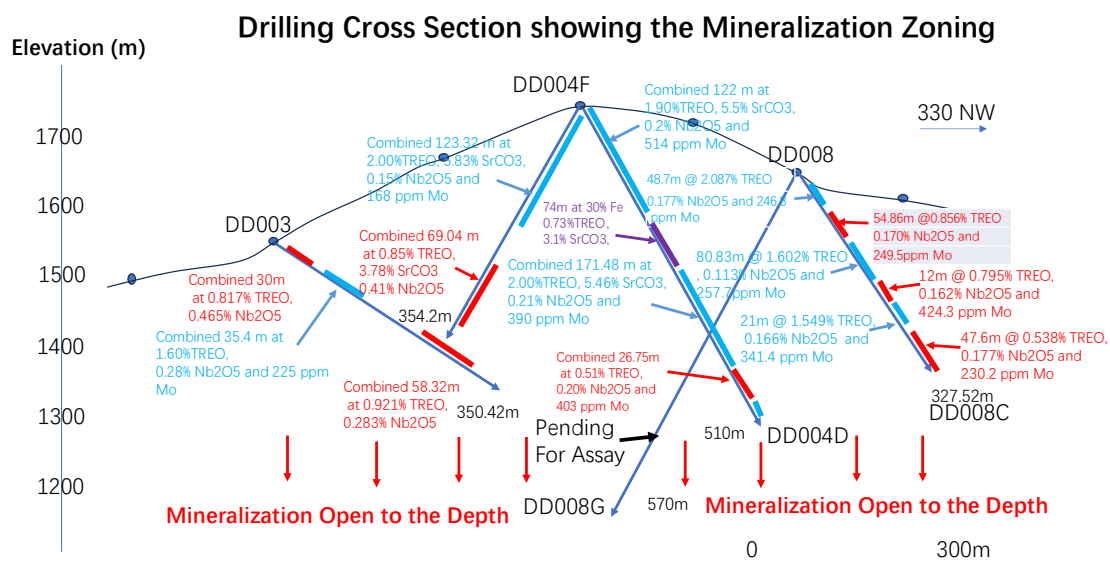 Drilling Cross Section showing the Mineralization Zoning
Elevation (m)
1700
1600
1500
1400
1300
1200
DD004F
DD008
DD003
330 NW
Combined 123.32 m at
2.00%TREO, 5.83% SrCO3,
0.15% Nb2O5 and
168 ppm Mo
Combined 122 m at
1.90%TREO, 5.5% SrCO3,
0.2% Nb2O5 and
514 ppm Mo
48.7m @ 2.087% TREO
0.177% Nb2O5 and 246.8
ppm Mo
74m at 30% Fe
0.73%TREO,
3.1% SrCO3,
54.86m @0.856% TREO
0.170% Nb2O5 and
249.5ppm Mo
Combined 69.04 m
at 0.85% TREO,
3.78% SrCO3
0.41% Nb2O5
Combined 30m
at 0.817% TREO,
0.465% Nb2O5
Combined 171.48 m at
2.00%TREO, 5.46% SrCO3,
0.21% Nb2O5 and
390 ppm Mo
80.83m @ 1.602% TREO
, 0.113% Nb2O5 and
257.7ppm Mo
12m @ 0.795% TREO,
0.162% Nb2O5 and
424.3 ppm Mo
354.2m
21m @ 1.549% TREO,
0.166% Nb2O5 and
341.4 ppm Mo
Combined 35.4 m at
1.60%TREO,
0.28% Nb2O5 and 225 ppm
Mo
47.6m @ 0.538% TREO,
0.177% Nb2O5 and
230.2 ppm Mo
Combined 26.75m
at 0.51% TREO,
0.20% Nb2O5 and
403 ppm Mo
Combined 58.32m
at 0.921% TREO,
0.283% Nb2O5
350.42m
327.52m
DD008C
Pending
For Assay
510m
DD004D
DD008G
570m
Mineralization Open to the Depth
Mineralization Open to the Depth
0
300m